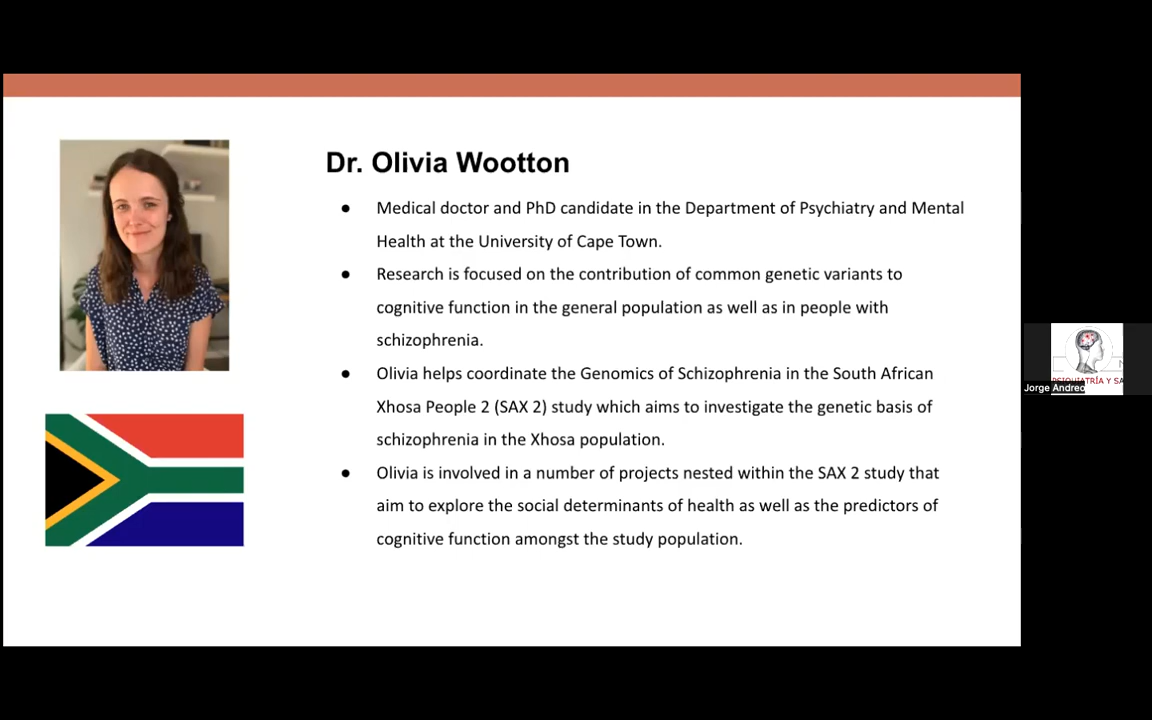 Dr. Olivia Wootton
● Medical doctor and PhD candidate in the Department of Psychiatry and Mental
Health at the University of Cape Town.
● Research is focused on the contribution of common genetic variants to
cognitive function in the general population as well as in people with
schizophrenia.
● Olivia helps coordinate the Genomics of Schizophrenia in the South African
Xhosa People 2 (SAX 2) study which aims to investigate the genetic basis of
schizophrenia in the Xhosa population.
● Olivia is involved in a number of projects nested within the SAX 2 study that
aim to explore the social determinants of health as well as the predictors of
cognitive function amongst the study population.
Jorge Andreo